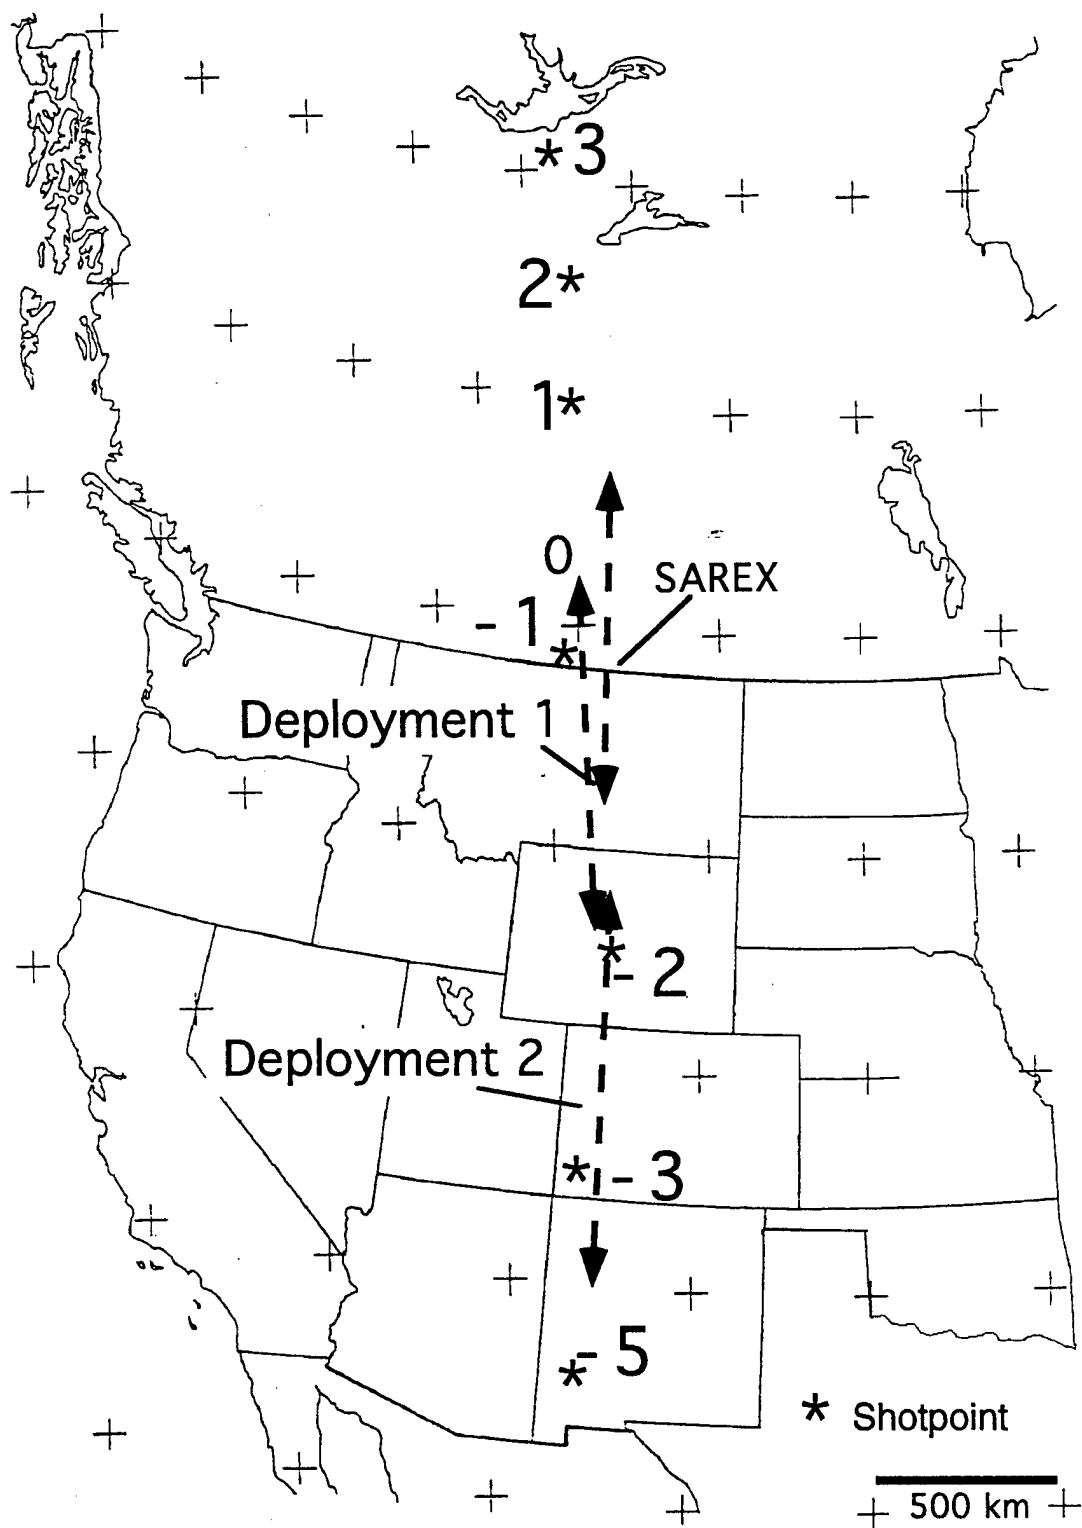 *3
2*
1*
0
SAREX
- 1
*
Deployment 1
*
- 2
Deployment 2
* - 3
- 5
*
* Shotpoint
500 km